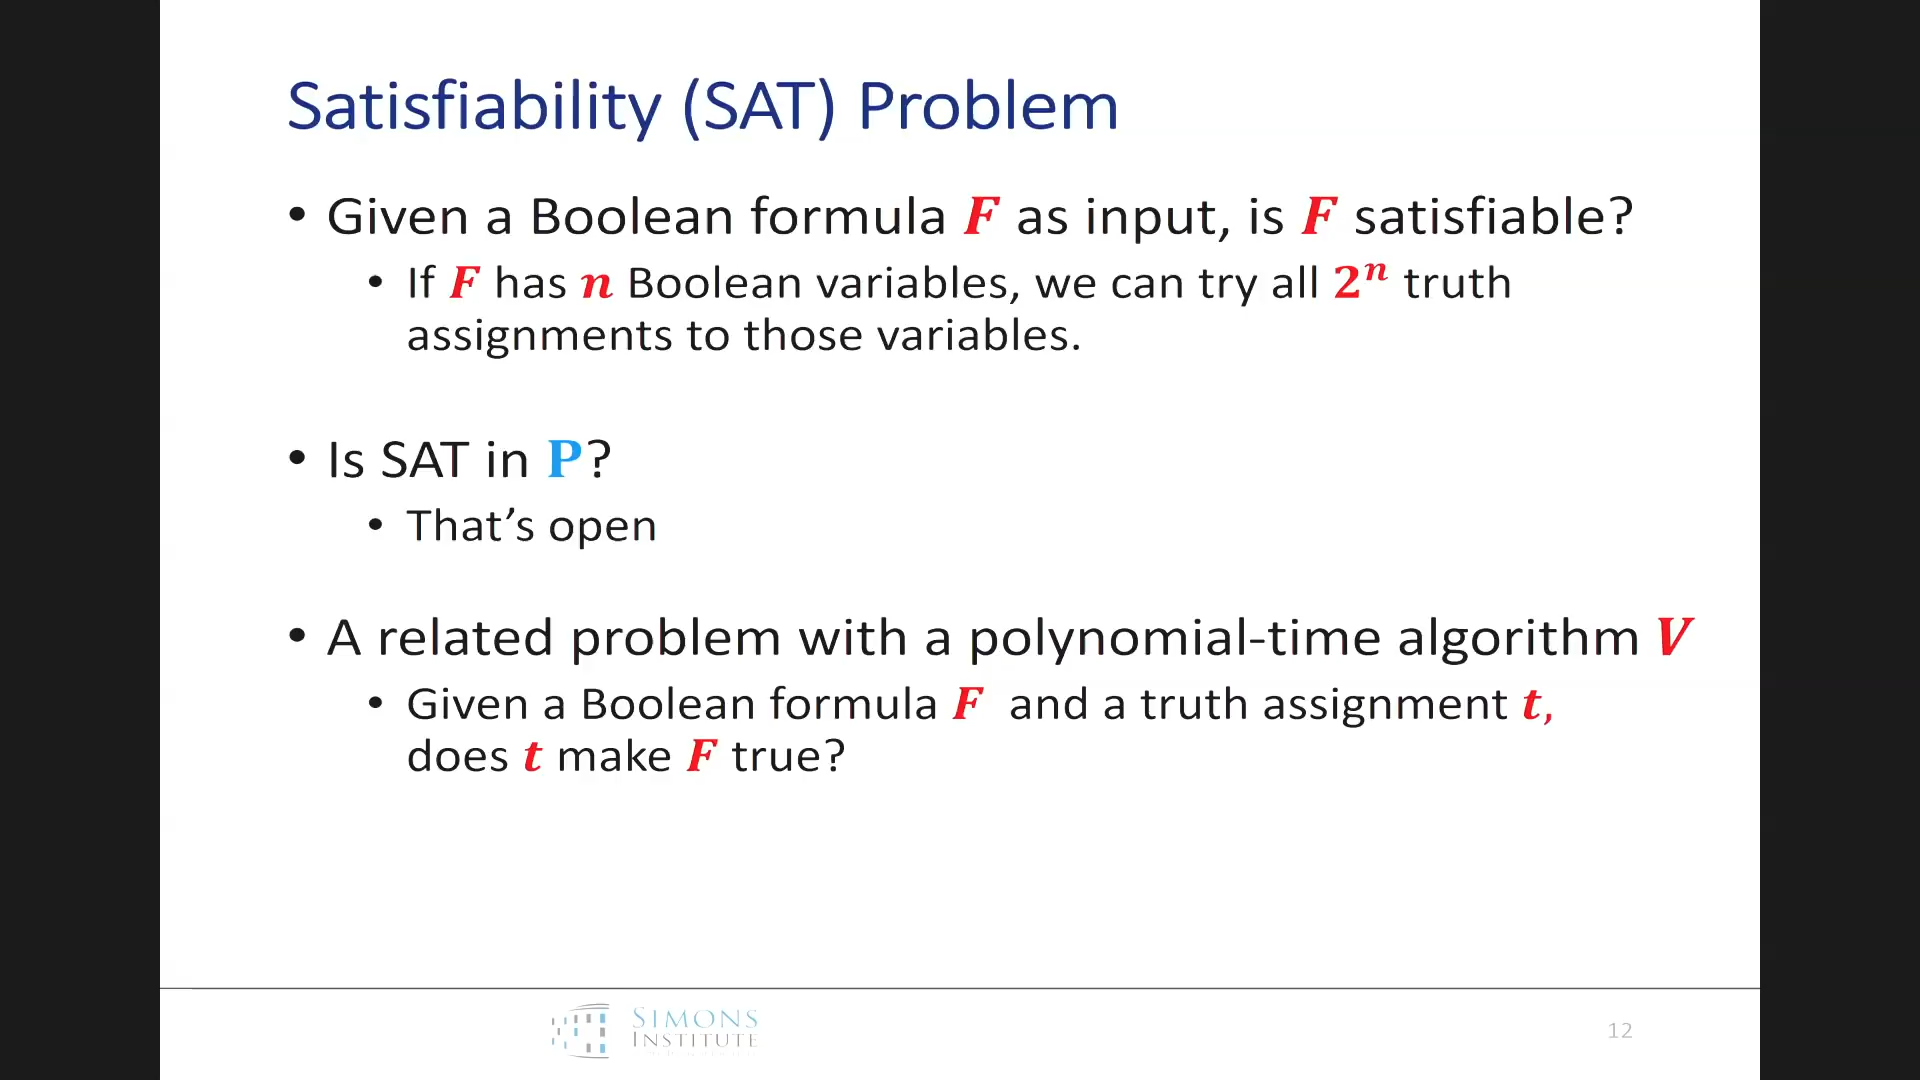 Satisfiability (SAT) Problem
• Given a Boolean formula F as input, is F satisfiable?
• If F has n Boolean variables, we can try all 2ⁿ truth
assignments to those variables.
• Is SAT in P?
• That’s open
• A related problem with a polynomial-time algorithm V
• Given a Boolean formula F and a truth assignment t,
does t make F true?
SIMONS
INSTITUTE
12